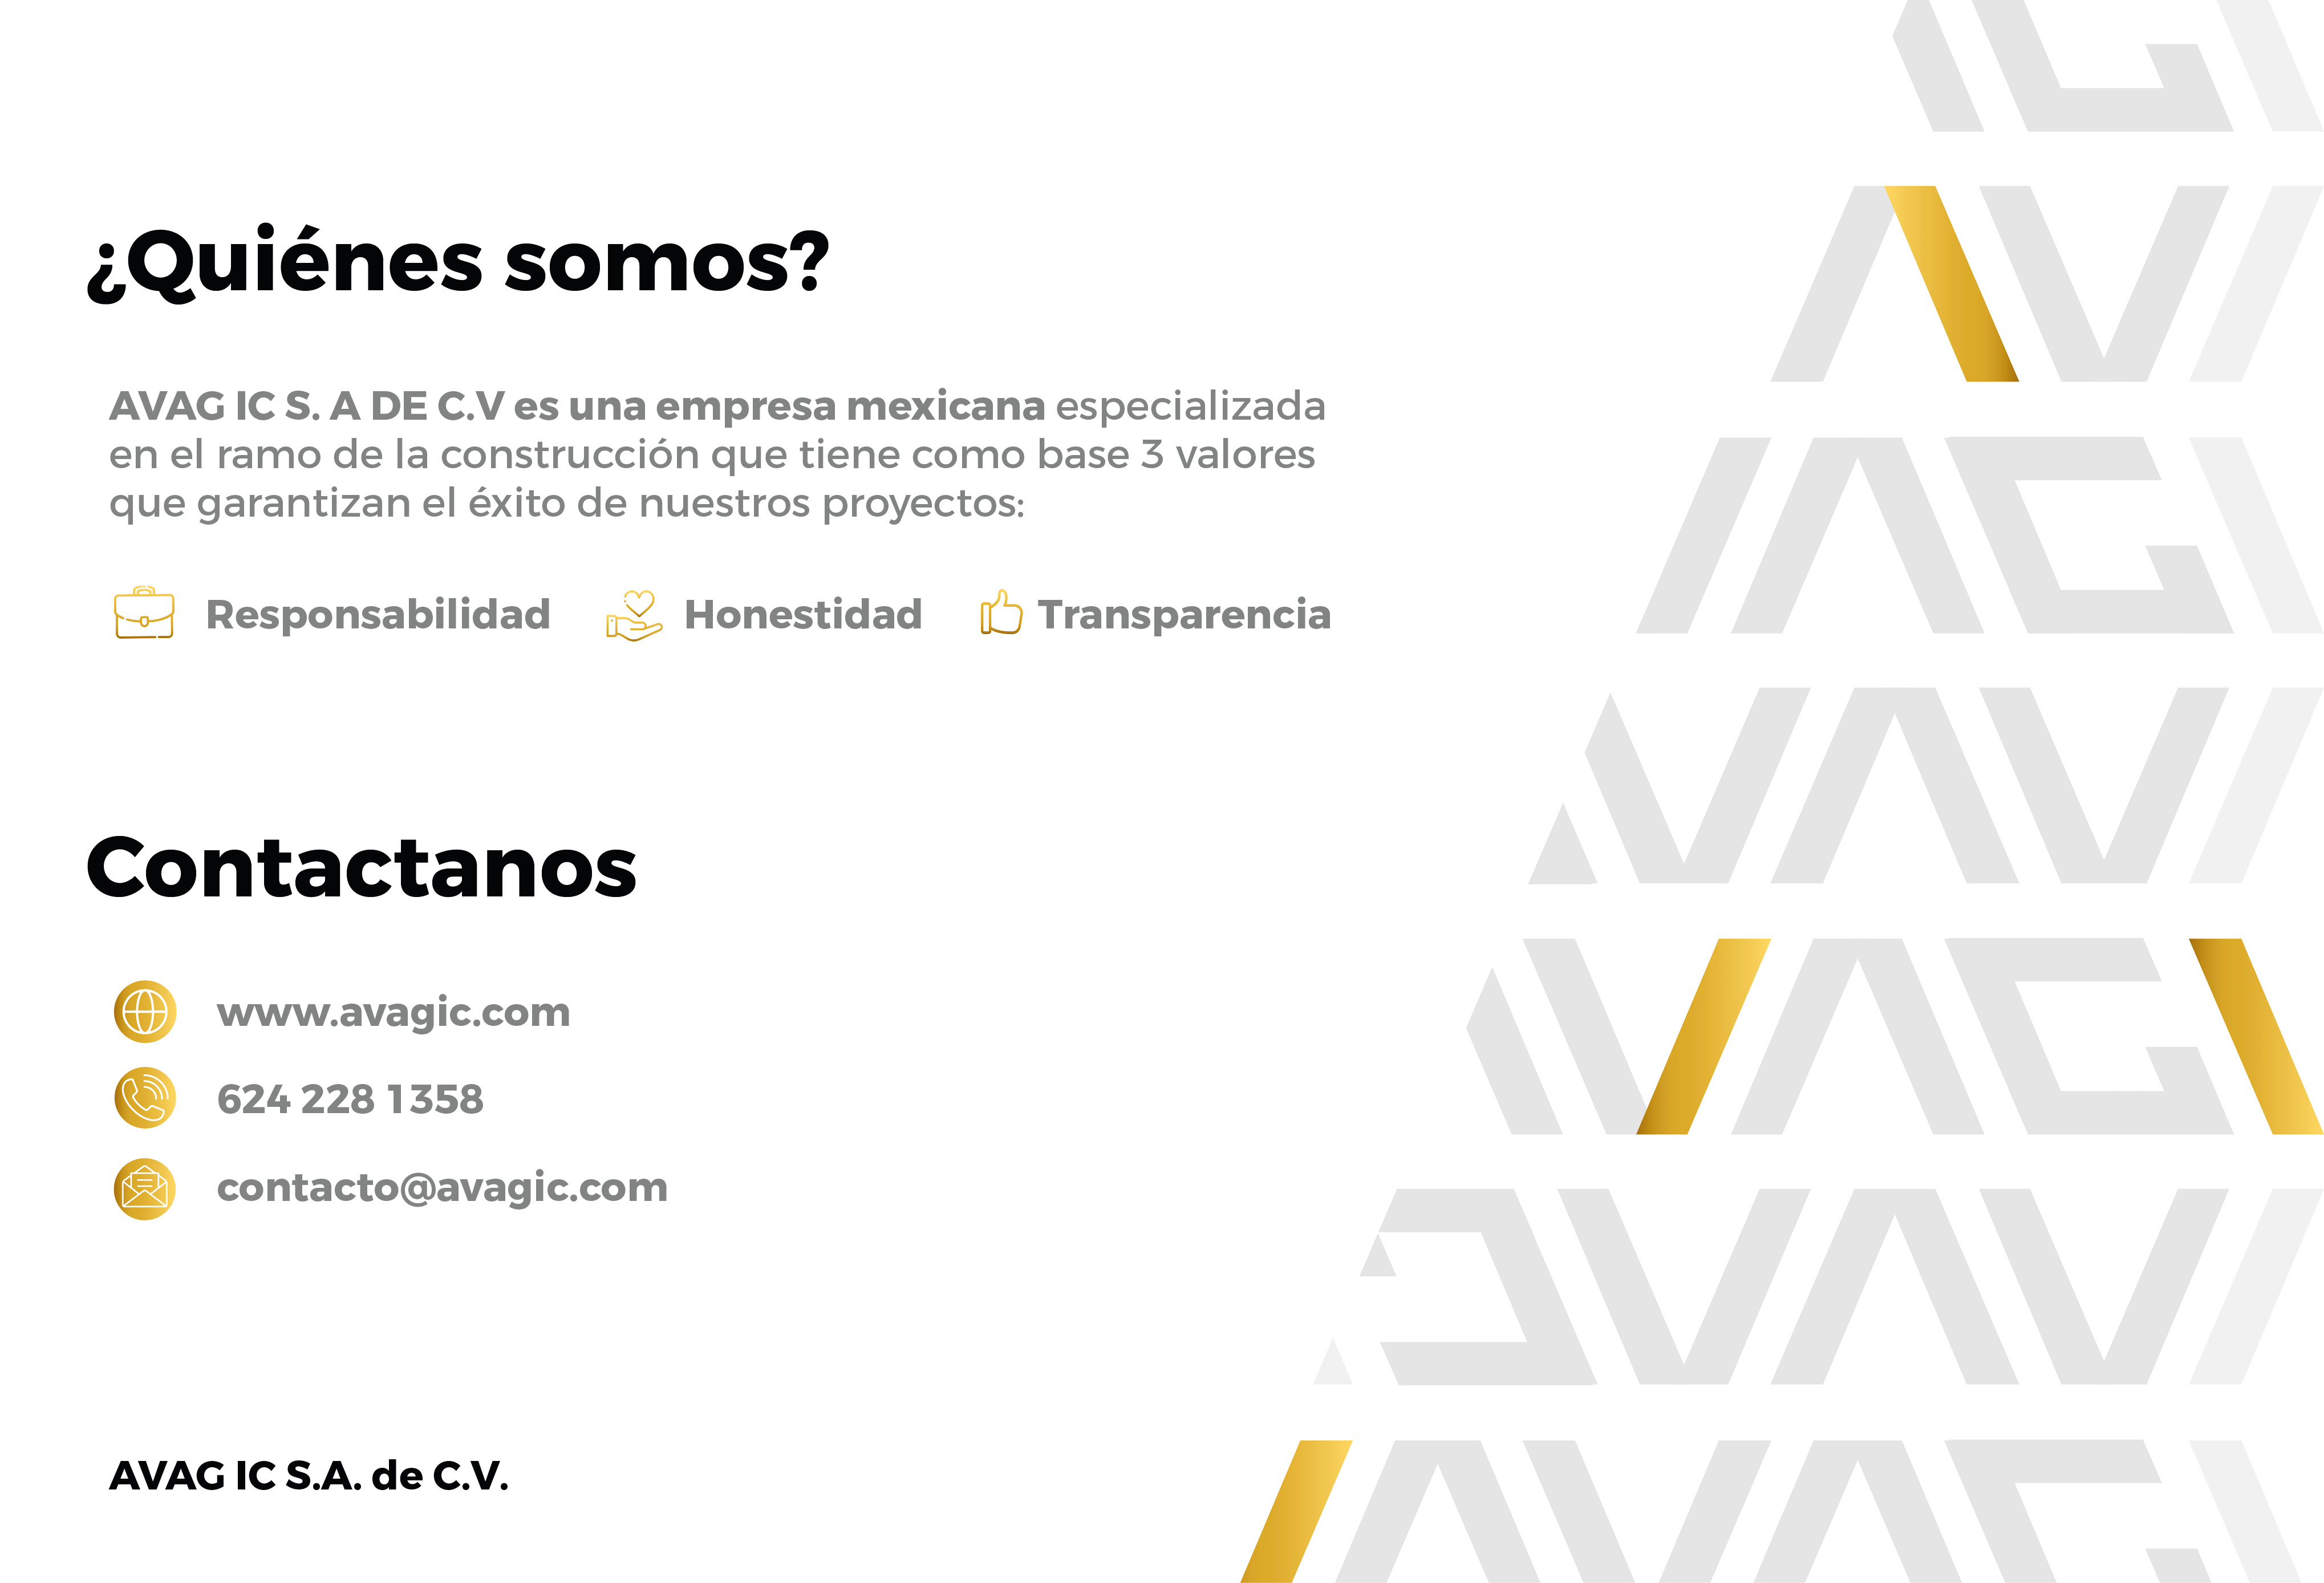 ¿Quiénes somos?
AVAG IC S. A DE C.V es una empresa mexicana especializada
en el ramo de la construcción que tiene como base 3 valores
que garantizan el éxito de nuestros proyectos:
Responsabilidad Honestidad Transparencia
Contactanos
www.avagic.com
624 228 1 358
contacto@avagic.com
AVAG IC S.A. de C.V.